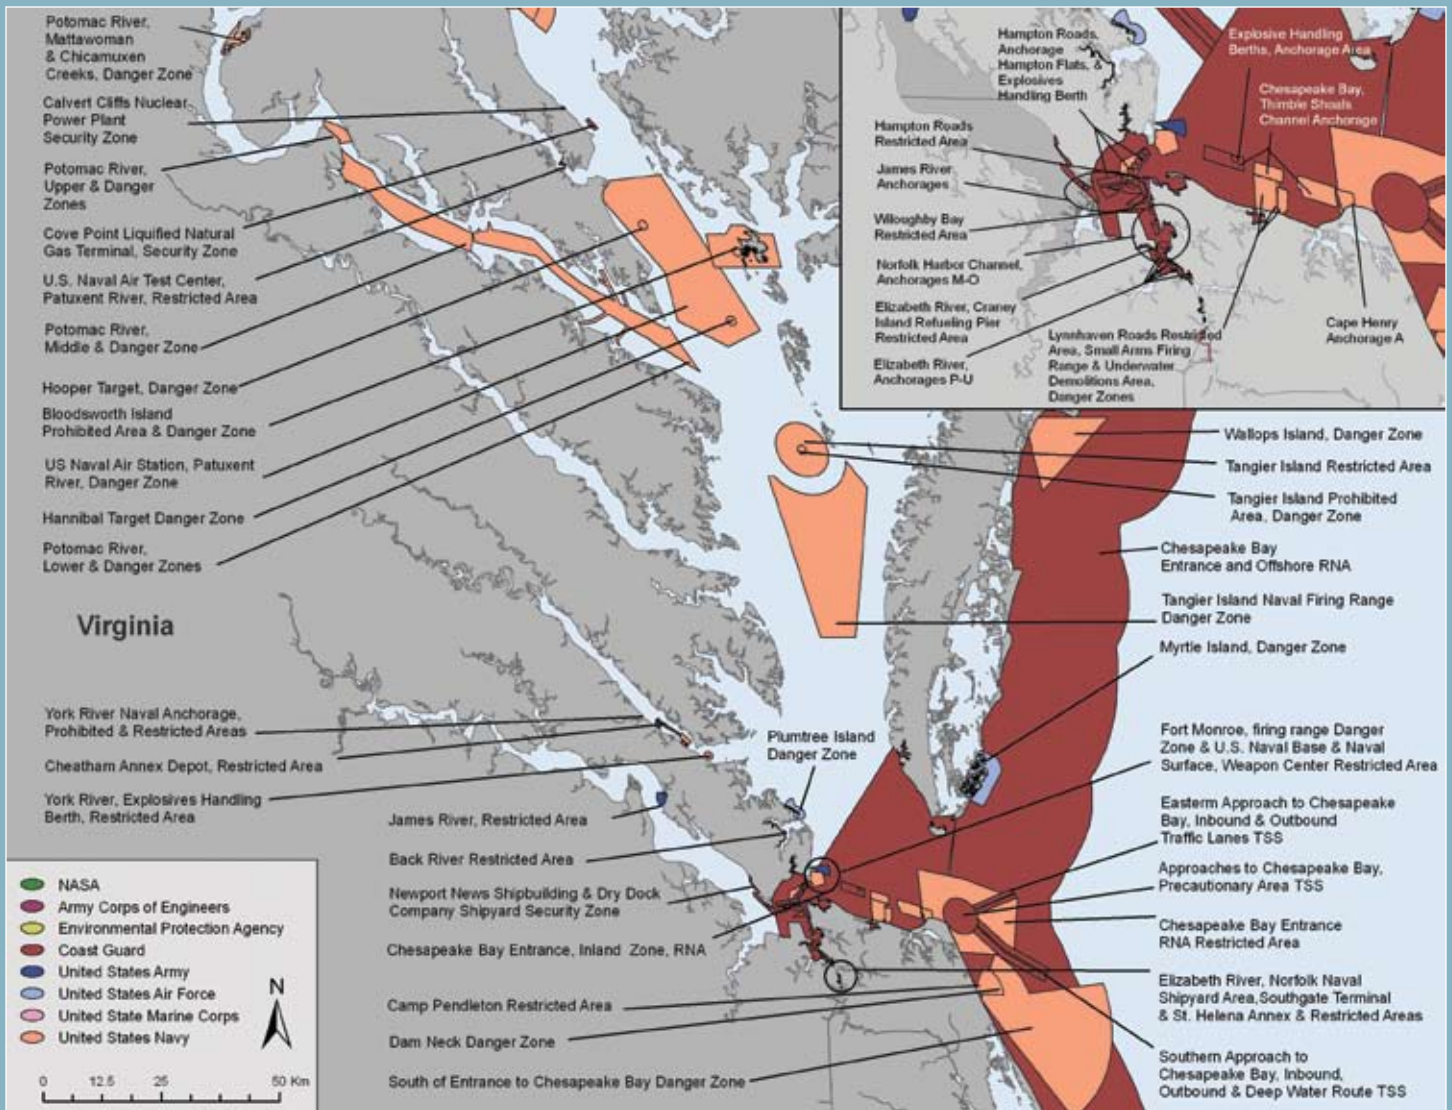 Potomac River,
Mattawoman
& Chicamuxen
Creeks, Danger Zone
Calvert Cliffs Nuclear
Power Plant
Security Zone
Potomac River,
Upper & Danger
Zones
Cove Point Liquified Natural
Gas Terminal, Security Zone
U.S. Naval Air Test Center,
Patuxent River, Restricted Area
Potomac River,
Middle & Danger Zone
Hooper Target, Danger Zone
Bloodsworth Island
Prohibited Area & Danger Zone
US Naval Air Station, Patuxent
River, Danger Zone
Hannibal Target Danger Zone
Potomac River,
Lower & Danger Zones
Virginia
York River Naval Anchorage,
Prohibited & Restricted Areas
Cheatham Annex Depot, Restricted Area
York River, Explosives Handling
Berth, Restricted Area
Hampton Roads,
Anchorage
Hampton Flats, &
Explosives
Handling Berth
Hampton Roads
Restricted Area
James River
Anchorages
Wiloughby Bay
Restricted Area
Norfolk Harbor Channel,
Anchorages M-O
Elizabeth River, Craney
Island Refueling Pier
Restricted Area
Elizabeth River,
Anchorages P-U
Explosive Handling
Berths, Anchorage Area
Chesapeake Bay,
Thimble Shoals
Channel Anchorage
Lynnhaven Roads Restricted
Area, Small Arms Firing
Range & Underwater
Demolitions Area,
Danger Zones
Cape Henry
Anchorage A
Wallops Island, Danger Zone
Tangier Island Restricted Area
Tangier Island Prohibited
Area, Danger Zone
Chesapeake Bay
Entrance and Offshore RNA
Tangier Island Naval Firing Range
Danger Zone
Myrtle Island, Danger Zone
Fort Monroe, firing range Danger
Zone & U.S. Naval Base & Naval
Surface, Weapon Center Restricted Area
Easterm Approach to Chesapeake
Bay, Inbound & Outbound
Traffic Lanes TSS
Approaches to Chesapeake Bay,
Precautionary Area TSS
Chesapeake Bay Entrance
RNA Restricted Area
Elizabeth River, Norfolk Naval
Shipyard Area, Southgate Terminal
& St. Helena Annex & Restricted Areas
Southern Approach to
Chesapeake Bay, Inbound,
Outbound & Deep Water Route TSS
Plumtree Island
Danger Zone
James River, Restricted Area
Back River Restricted Area
Newport News Shipbuilding & Dry Dock
Company Shipyard Security Zone
Chesapeake Bay Entrance, Inland Zone, RNA
Camp Pendleton Restricted Area
Dam Neck Danger Zone
South of Entrance to Chesapeake Bay Danger Zone
NASA
Army Corps of Engineers
Environmental Protection Agency
Coast Guard
United States Army
United States Air Force
United State Marine Corps
United States Navy
N
0 12.5 25 50 Km